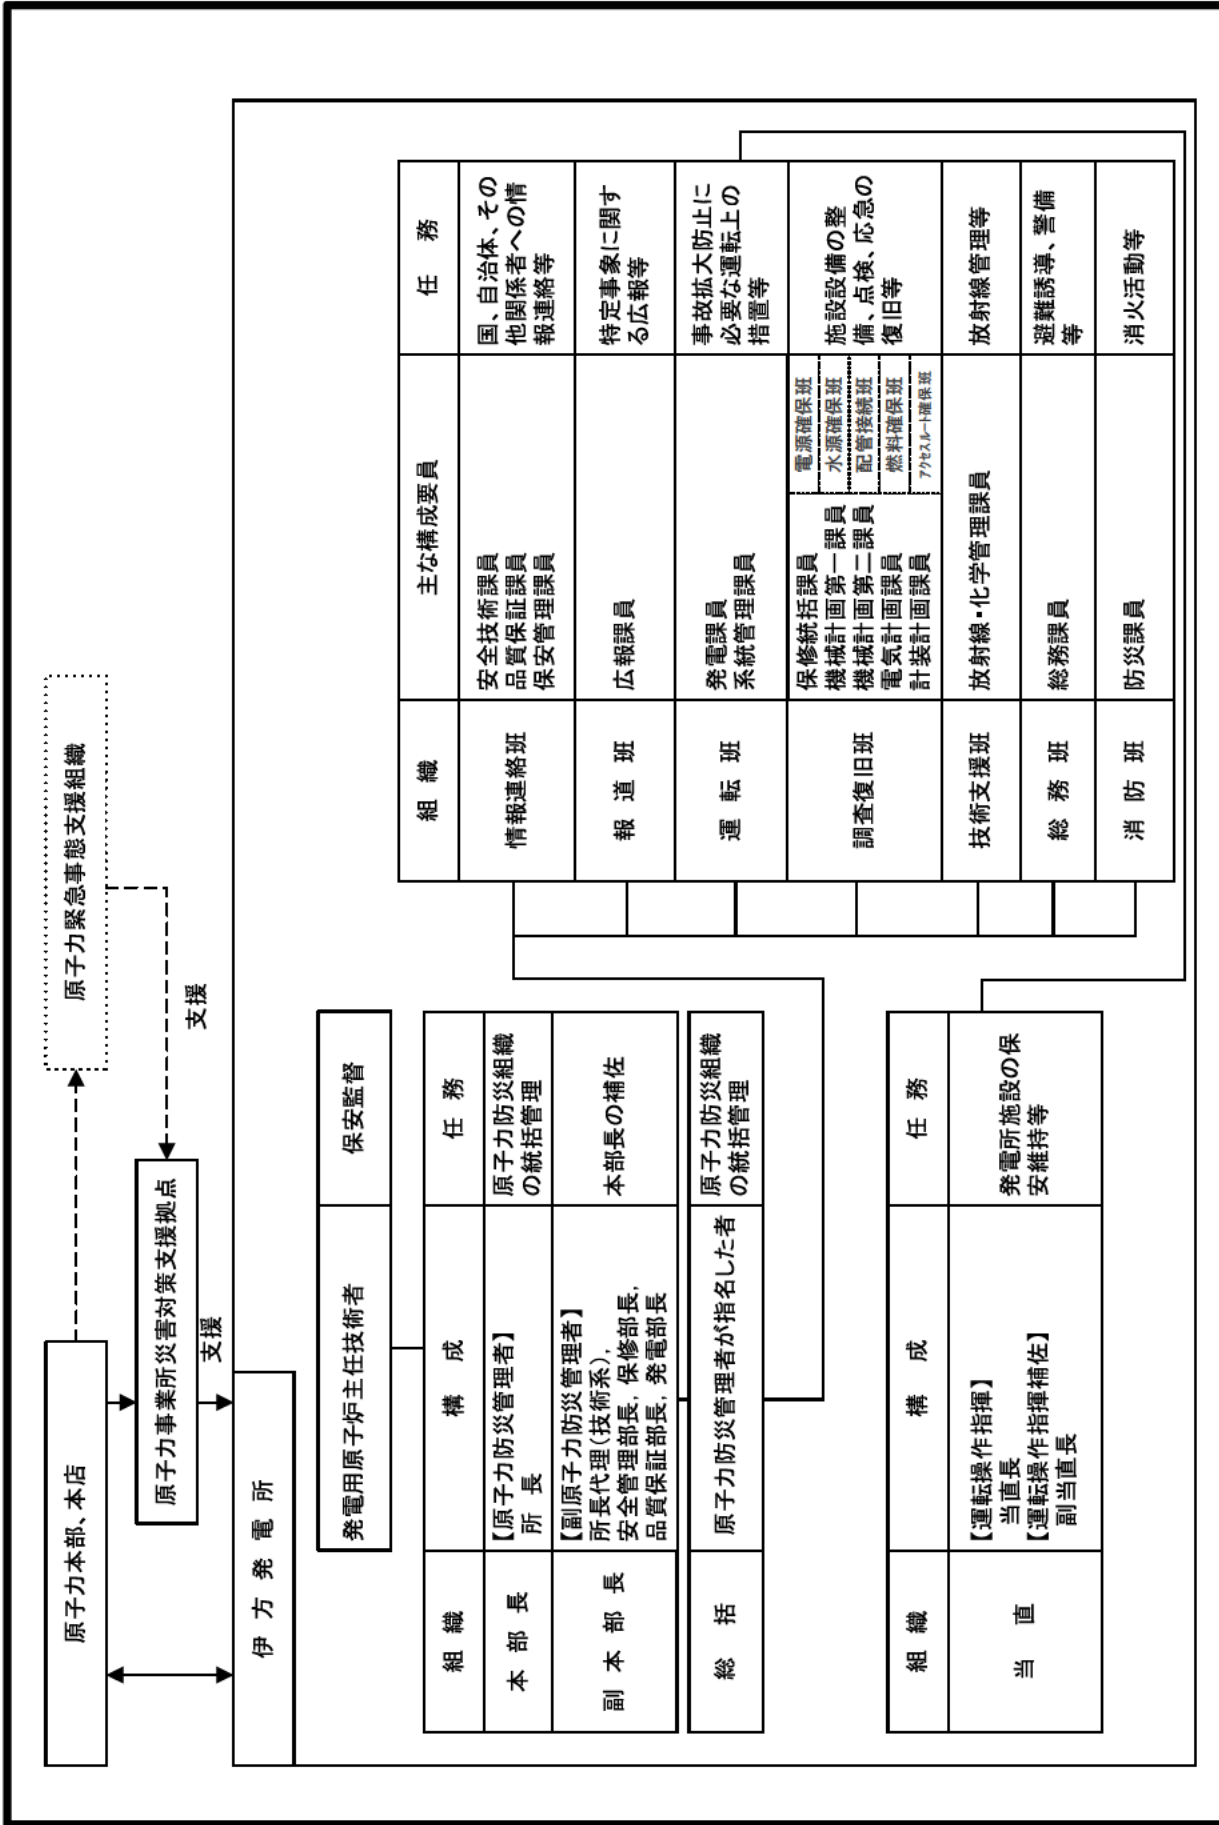 原子力本部、本店
原子力緊急事態支援組織
原子力事業所災害対策支援拠点
支援
支援
伊方発電所
発電用原子炉主任技術者
保安監督
組織
構成
任務
本部長
【原子力防災管理者】
所長
原子力防災組織
の統括管理
副本部長
【副原子力防災管理者】
所長代理(技術系),
安全管理部長,保修部長,
品質保証部長,発電部長
本部長の補佐
総括
原子力防災管理者が指名した者
原子力防災組織
の統括管理
組織
構成
任務
当直
【運転操作指揮】
当直長
【運転操作指揮補佐】
副当直長
発電所施設の保
安維持等
組織
主な構成要員
任務
情報連絡班
安全技術課員
品質保証課員
保安管理課員
国、自治体、その
他関係者への情
報連絡等
報道班
広報課員
特定事象に関す
る広報等
運転班
発電課員
系統管理課員
事故拡大防止に
必要な運転上の
措置等
調査復旧班
保修統括課員
機械計画第一課員
機械計画第二課員
電気計画課員
計装計画課員
電源確保班
水源確保班
配管接続班
燃料確保班
アクセスルート確保班
施設設備の整
備、点検、応急の
復旧等
技術支援班
放射線・化学管理課員
放射線管理等
総務班
総務課員
避難誘導、警備
等
消防班
防災課員
消火活動等